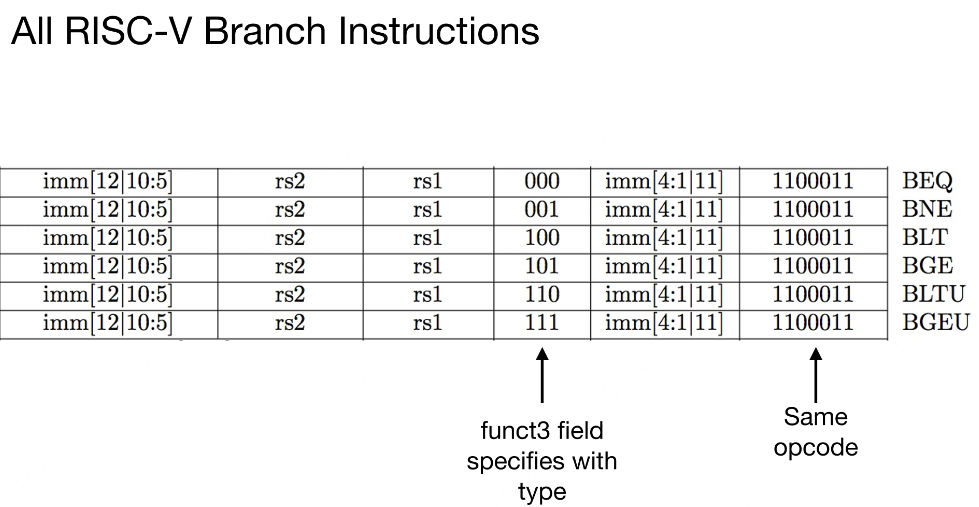 All RISC-V Branch Instructions
imm[12|10:5] rs2 rs1 000 imm[4:1|11] 1100011 BEQ
imm[12|10:5] rs2 rs1 001 imm[4:1|11] 1100011 BNE
imm[12|10:5] rs2 rs1 100 imm[4:1|11] 1100011 BLT
imm[12|10:5] rs2 rs1 101 imm[4:1|11] 1100011 BGE
imm[12|10:5] rs2 rs1 110 imm[4:1|11] 1100011 BLTU
imm[12|10:5] rs2 rs1 111 imm[4:1|11] 1100011 BGEU
funct3 field
specifies with
type
Same
opcode